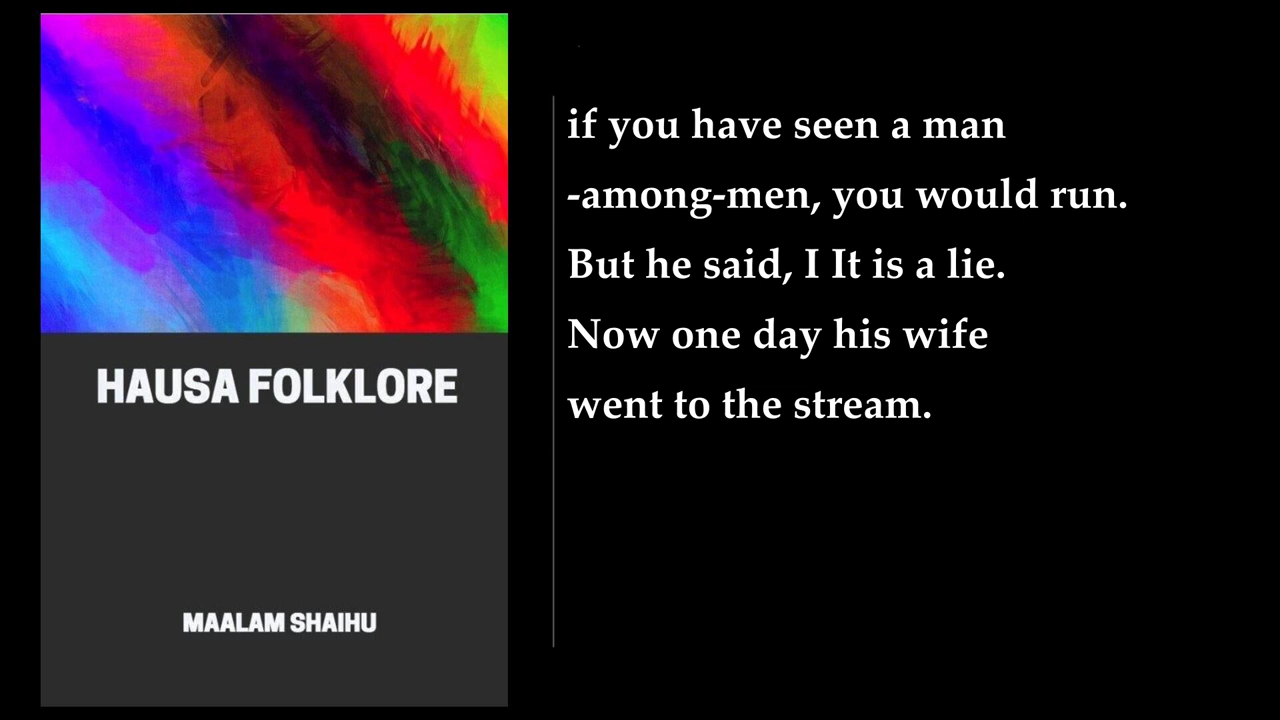 HAUSA FOLKLORE
MAALAM SHAIHU
if you have seen a man
-among-men, you would run.
But he said, I It is a lie.
Now one day his wife
went to the stream.